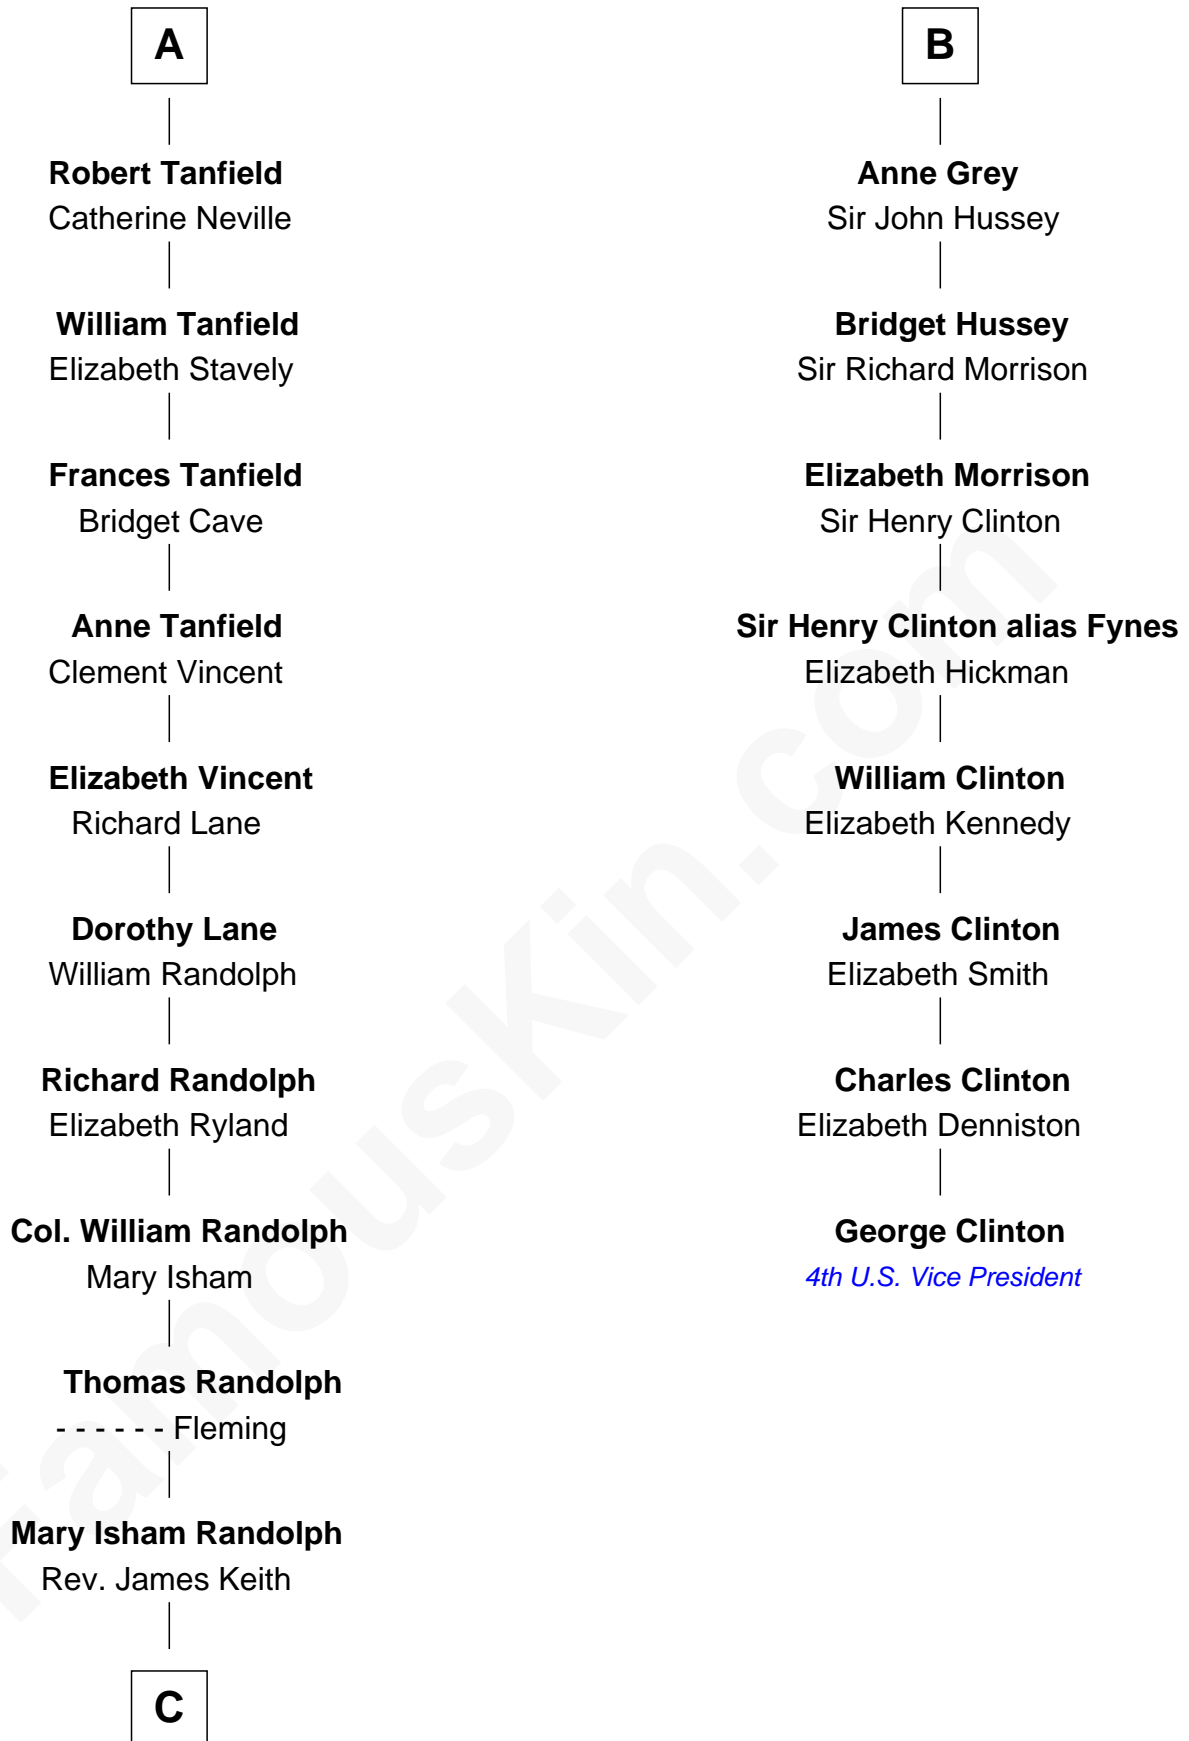 A
Robert Tanfield
Catherine Neville
William Tanfield
Elizabeth Stavely
Frances Tanfield
Bridget Cave
Anne Tanfield
Clement Vincent
Elizabeth Vincent
Richard Lane
Dorothy Lane
William Randolph
Richard Randolph
Elizabeth Ryland
Col. William Randolph
Mary Isham
Thomas Randolph
- - - - - - Fleming
Mary Isham Randolph
Rev. James Keith
C
B
Anne Grey
Sir John Hussey
Bridget Hussey
Sir Richard Morrison
Elizabeth Morrison
Sir Henry Clinton
Sir Henry Clinton alias Fynes
Elizabeth Hickman
William Clinton
Elizabeth Kennedy
James Clinton
Elizabeth Smith
Charles Clinton
Elizabeth Denniston
George Clinton
4th U.S. Vice President
FamousKin.com